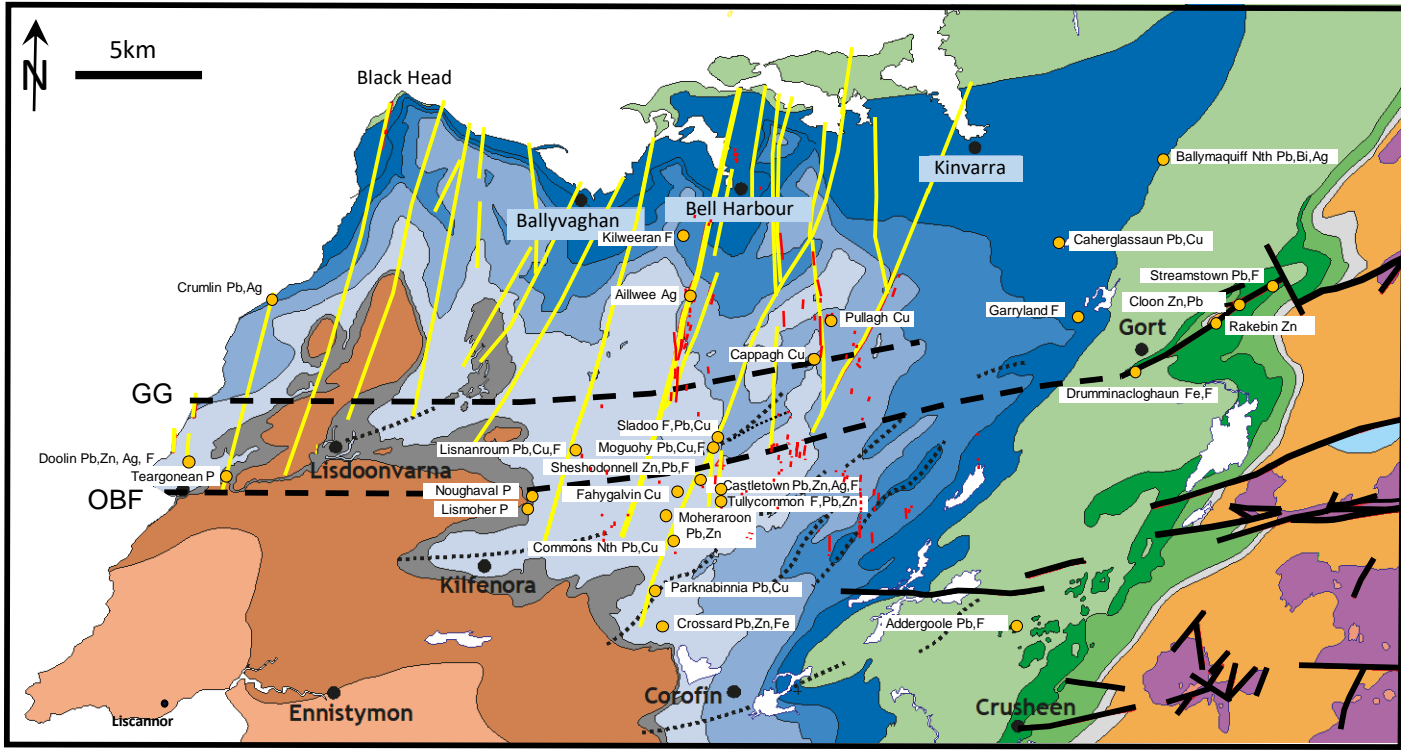 5km
N
Black Head
Kinvarra
Ballymaquiff Nth Pb,Bi,Ag
Ballyvaghan
Bell Harbour
Kilweeran F
Caherglassaun Pb,Cu
Streamstown Pb,F
Crumlin Pb,Ag
Aillwee Ag
Cloon Zn,Pb
Garryland F
Pullagh Cu
Rakebin Zn
Gort
Cappagh Cu
Drumminacloghaun Fe,F
GG
Sladoo F,Pb,Cu
Lisnanroum Pb,Cu,F
Moguohy Pb,Cu,F
Doolin Pb,Zn, Ag, F
Lisdoonvarna
Sheshodonnell Zn,Pb,F
Teargonean P
Castletown Pb,Zn,Ag,F
OBF
Noughaval P
Fahygalvin Cu
Tullycommon F,Pb,Zn
Lismoher P
Moheraroon
Pb,Zn
Commons Nth Pb,Cu
Kilfenora
Parknabinnia Pb,Cu
Crossard Pb,Zn,Fe
Addergoole Pb,F
Corofin
Liscannor
Ennistymon
Crusheen